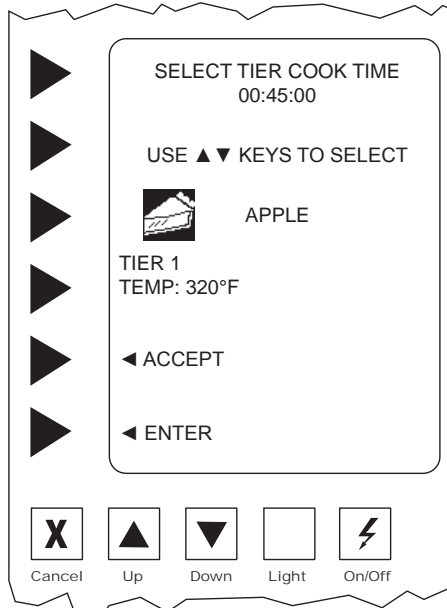 SELECT TIER COOK TIME
00:45:00
USE ▲▼ KEYS TO SELECT
APPLE
TIER 1
TEMP: 320°F
◄ ACCEPT
◄ ENTER
X
Cancel Up Down Light On/Off